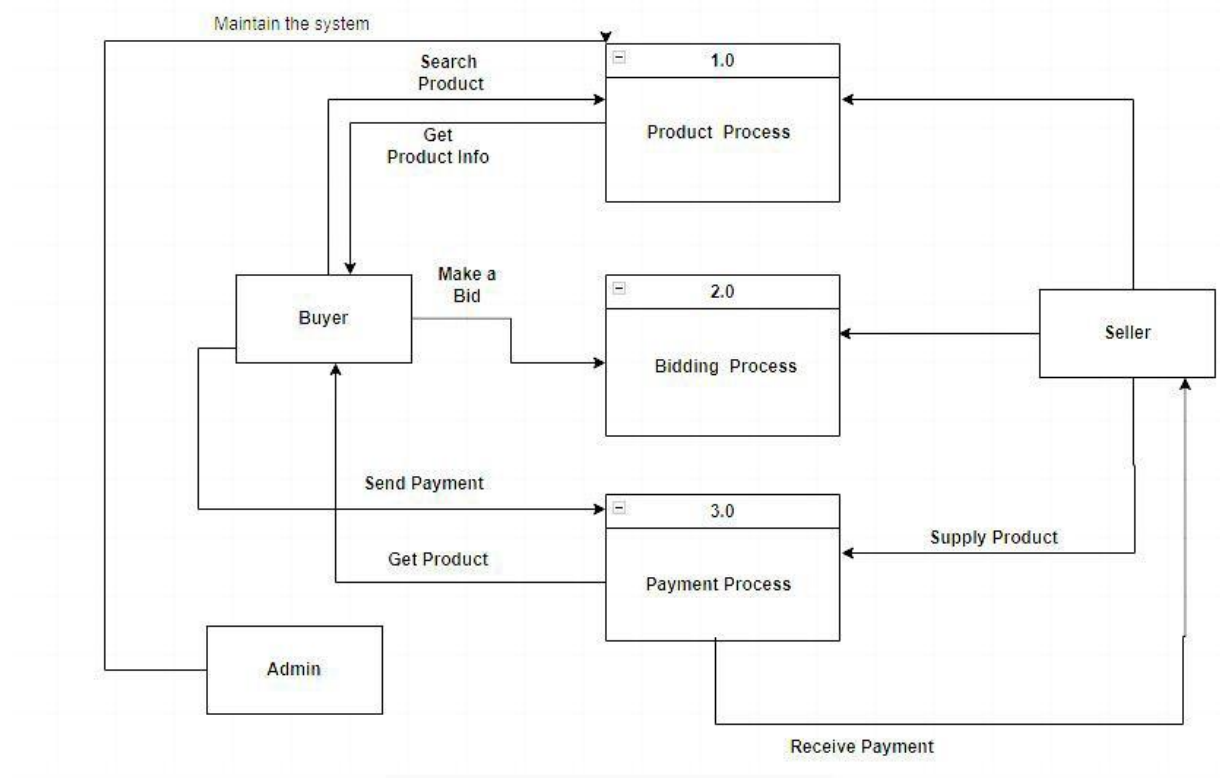 Maintain the system
1.0
Search
Product
Product Process
Get
Product Info
Make a
Bid
2.0
Buyer
Seller
Bidding Process
Send Payment
3.0
Supply Product
Get Product
Payment Process
Admin
Receive Payment